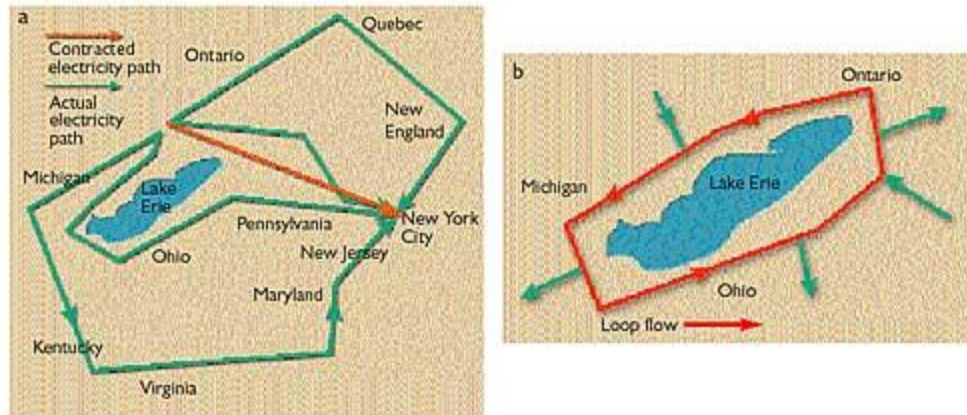 a
Contracted
electricity path
Actual
electricity
path
Quebec
Ontario
New
England
Michigan
Lake
Erie
Pennsylvania
New York
City
Ohio
New Jersey
Maryland
Kentucky
Virginia
b
Ontario
Michigan
Lake Erie
Ohio
Loop flow